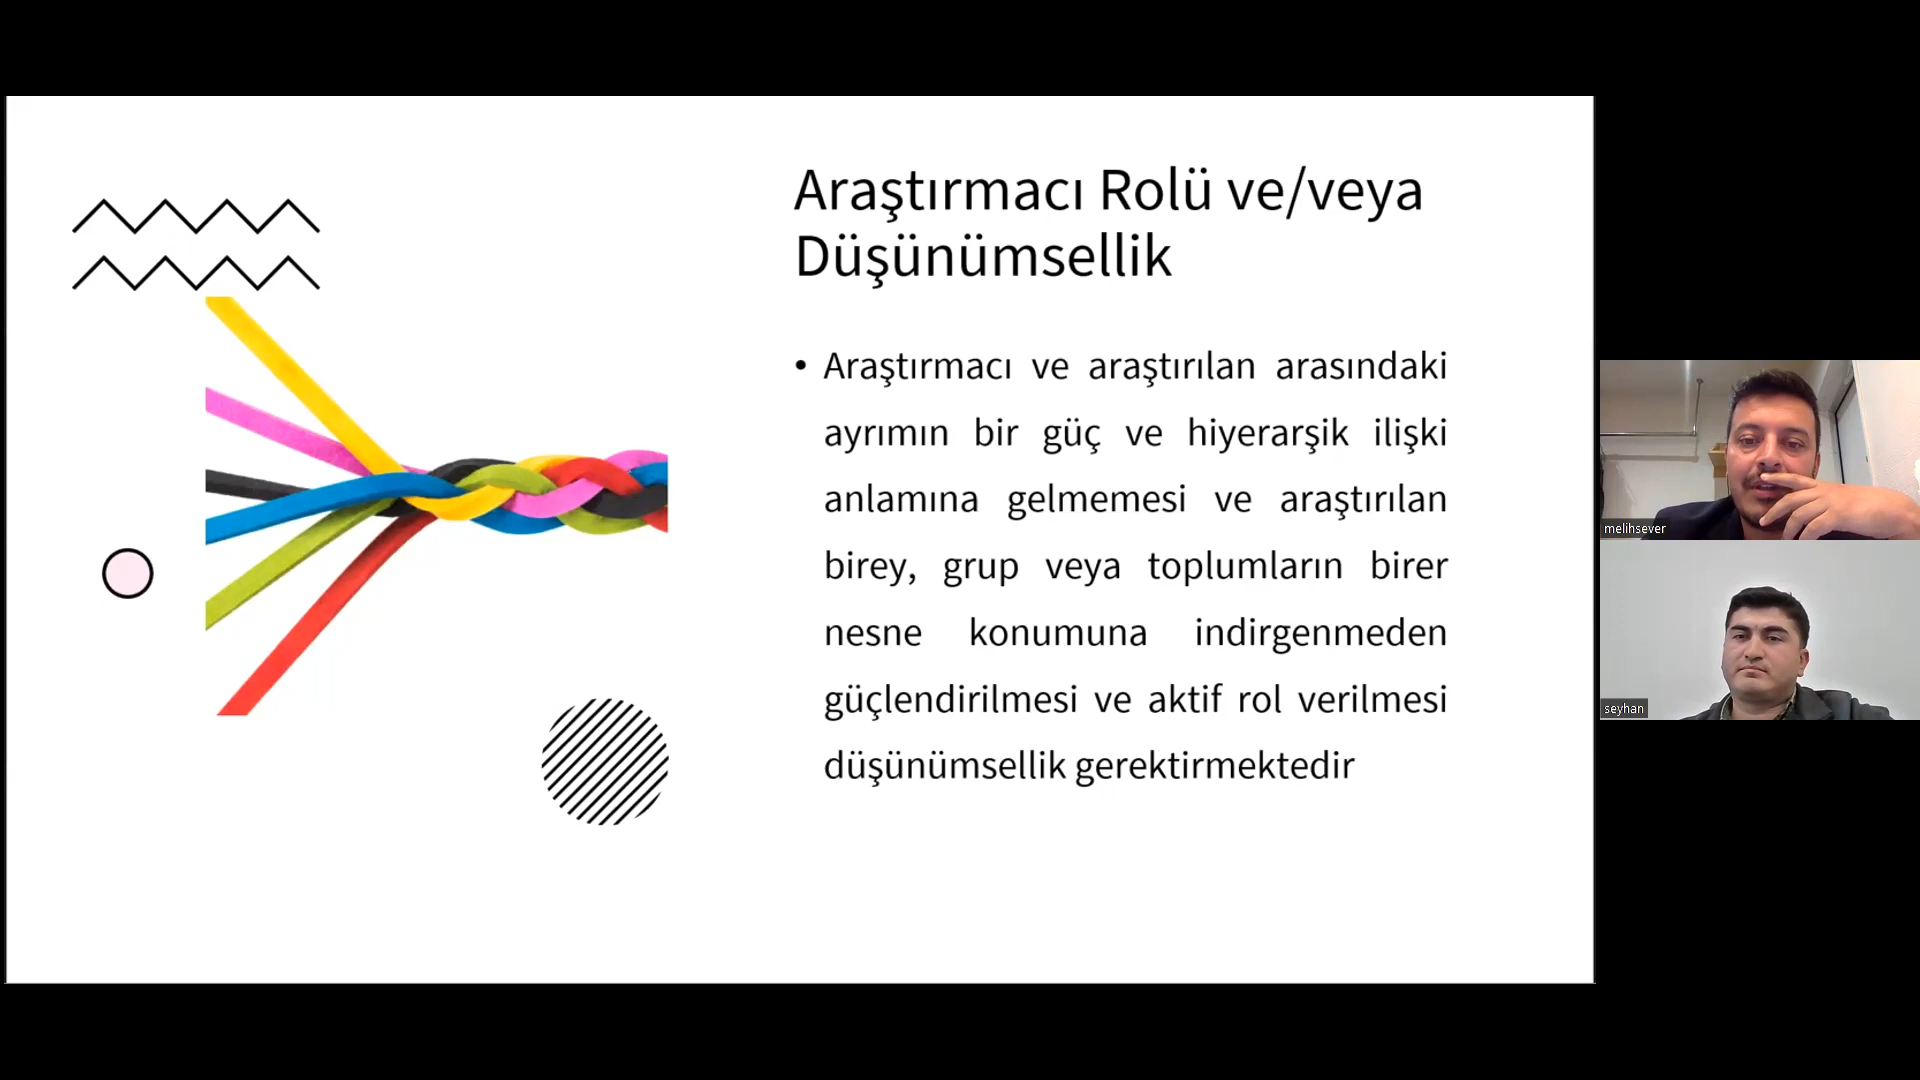 Araştırmacı Rolü ve/veya
Düşünümsellik
• Araştırmacı ve araştırılan arasındaki
ayrımın bir güç ve hiyerarşik ilişki
anlamına gelmemesi ve araştırılan
birey, grup veya toplumların birer
nesne konumuna indirgenmeden
güçlendirilmesi ve aktif rol verilmesi
düşünümsellik gerektirmektedir
melihsever
seyhan